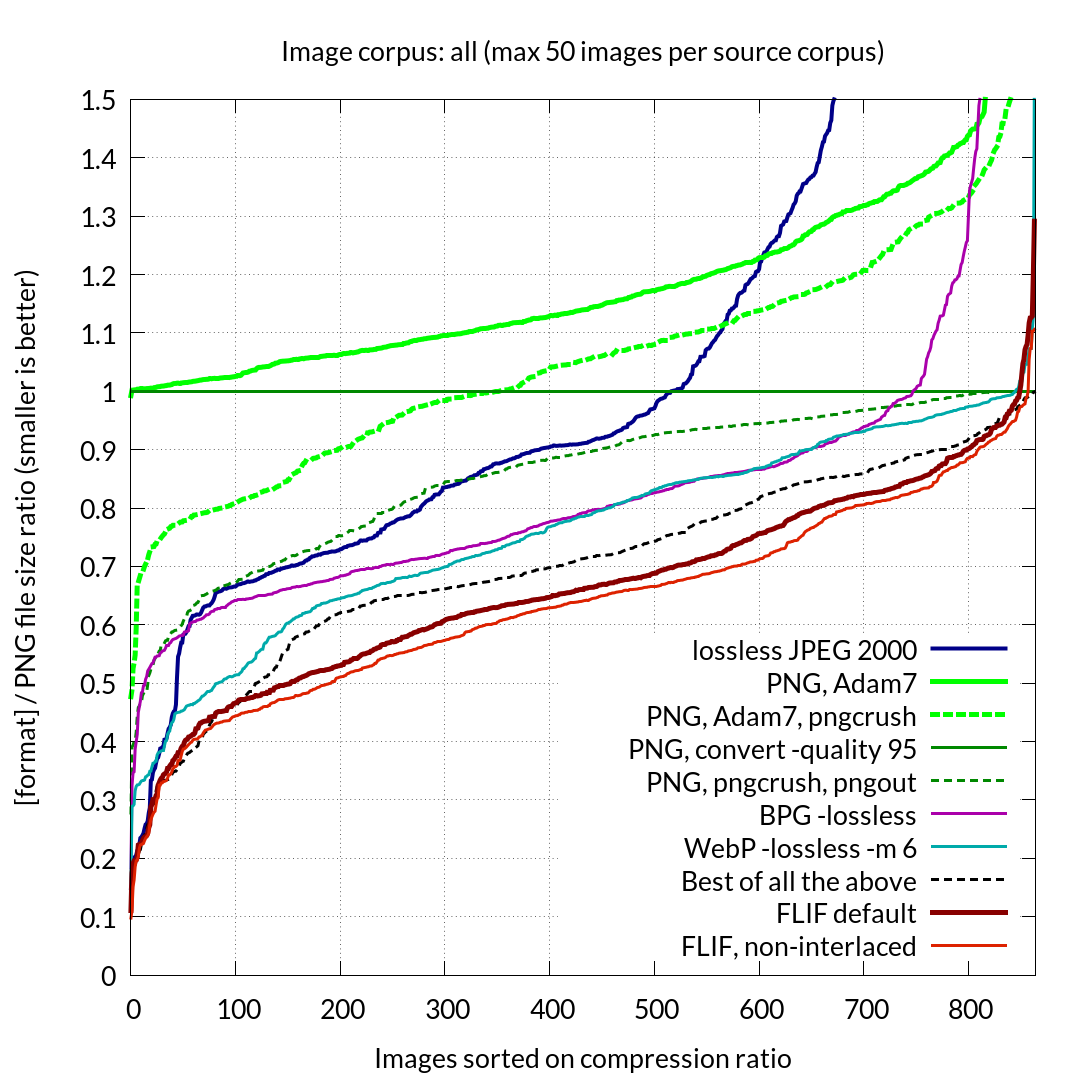 Image corpus: all (max 50 images per source corpus)
[format] / PNG file size ratio (smaller is better)
1.5
1.4
1.3
1.2
1.1
1
0.9
0.8
0.7
0.6
0.5
0.4
0.3
0.2
0.1
0
lossless JPEG 2000
PNG, Adam7
PNG, Adam7, pngcrush
PNG, convert -quality 95
PNG, pngcrush, pngout
BPG -lossless
WebP -lossless -m 6
Best of all the above
FLIF default
FLIF, non-interlaced
0 100 200 300 400 500 600 700 800
Images sorted on compression ratio